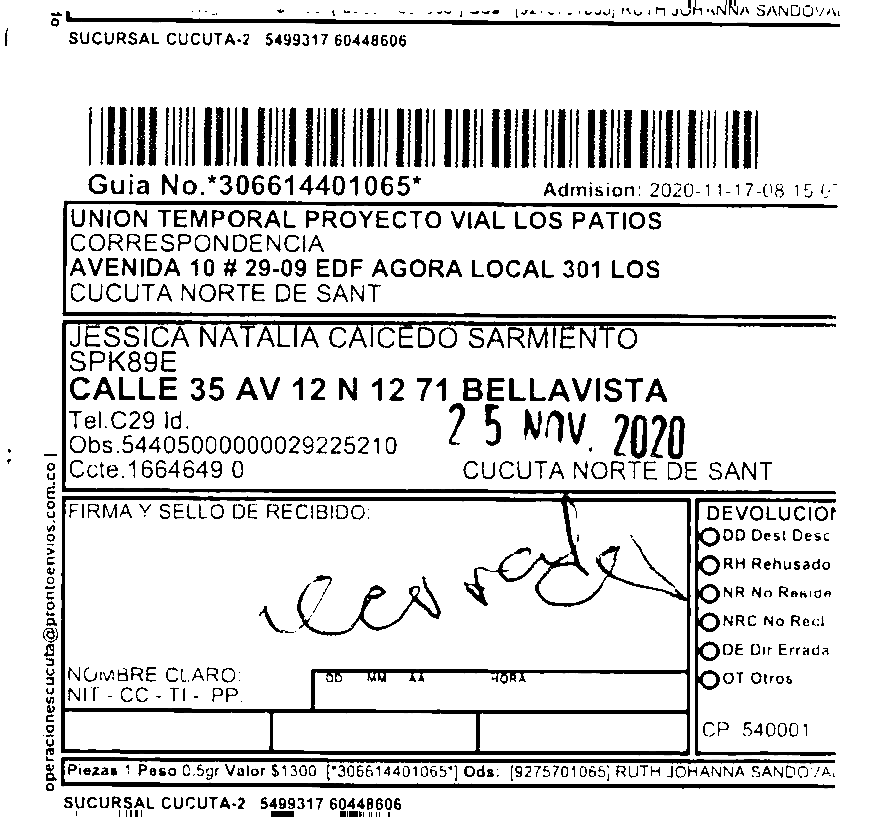 SUCURSAL CUCUTA-2 5499317 60448606
Guia No.*306614401065*
Admision: 2020-11-17-08 15
UNION TEMPORAL PROYECTO VIAL LOS PATIOS
CORRESPONDENCIA
AVENIDA 10 # 29-09 EDF AGORA LOCAL 301 LOS
CUCUTA NORTE DE SANT
JESSICA NATALIA CAICEDO SARMIENTO
SPK89E
CALLE 35 AV 12 N 12 71 BELLAVISTA
Tel.C29 Id.
25 NOV. 2020
Obs.54405000000029225210
Ccte.1664649 0
CUCUTA NORTE DE SANT
operacionescucuta@prontoenvios.com.co |
FIRMA Y SELLO DE RECIBIDO:
cerrado
DEVOLUCION
DD Dest Desc
RH Rehusado
NR No Reside
NRC No Recl
DE Dir Errada
OT Otros
NOMBRE CLARO:
NIT - CC - TI - PP.
DD MM AA HORA
CP 540001
Piezas 1 Peso 0.5gr Valor $1300 [*306614401065*] Ods: [9275701065] RUTH JOHANNA SANDOVAL
SUCURSAL CUCUTA-2 5499317 60448606